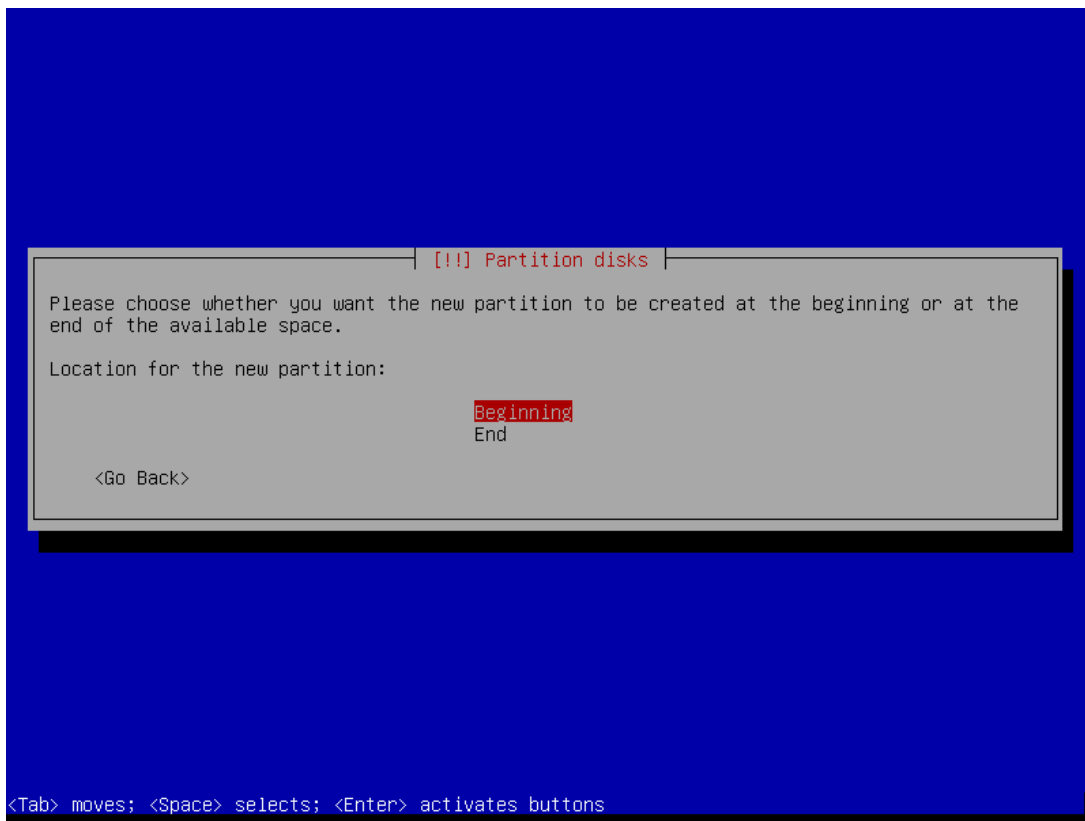 [!!] Partition disks
Please choose whether you want the new partition to be created at the beginning or at the
end of the available space.
Location for the new partition:
Beginning
End
<Go Back>
<Tab> moves; <Space> selects; <Enter> activates buttons